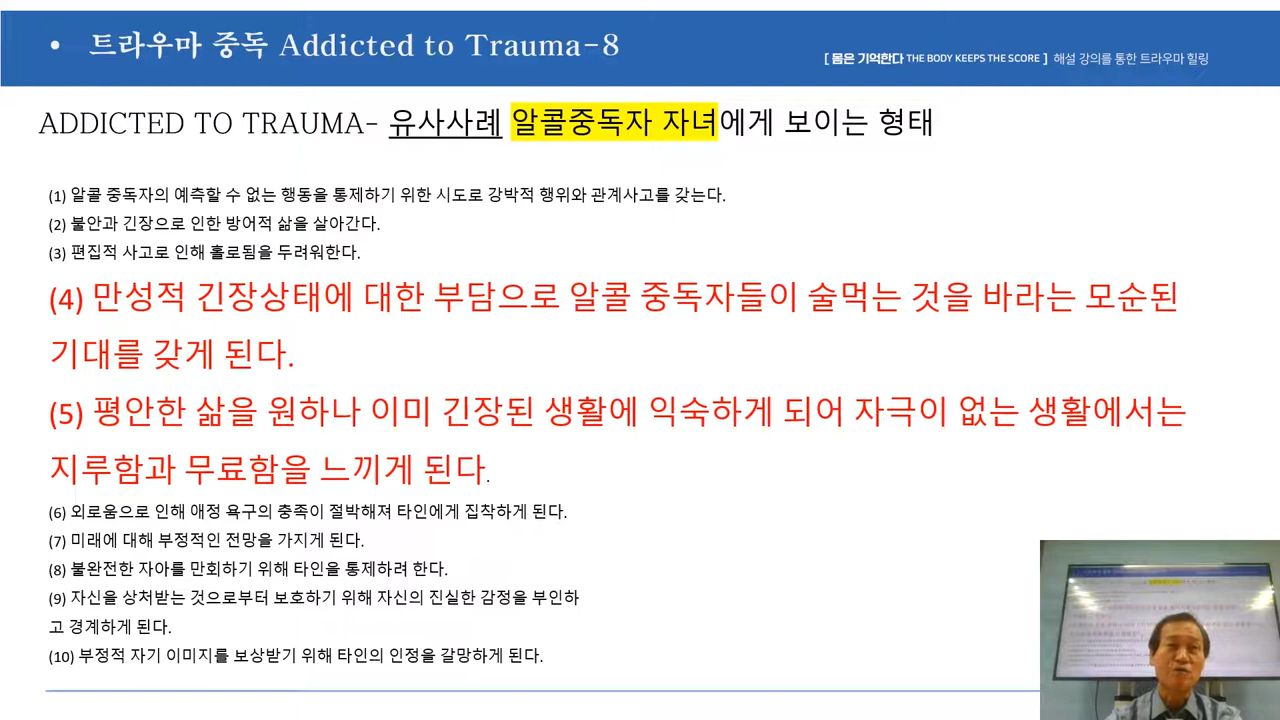 • 트라우마 중독 Addicted to Trauma-8
[ 몸은 기억한다 THE BODY KEEPS THE SCORE ] 해설 강의를 통한 트라우마 힐링
ADDICTED TO TRAUMA- 유사사례 알콜중독자 자녀에게 보이는 형태
(1) 알콜 중독자의 예측할 수 없는 행동을 통제하기 위한 시도로 강박적 행위와 관계사고를 갖는다.
(2) 불안과 긴장으로 인한 방어적 삶을 살아간다.
(3) 편집적 사고로 인해 홀로됨을 두려워한다.
(4) 만성적 긴장상태에 대한 부담으로 알콜 중독자들이 술먹는 것을 바라는 모순된
기대를 갖게 된다.
(5) 평안한 삶을 원하나 이미 긴장된 생활에 익숙하게 되어 자극이 없는 생활에서는
지루함과 무료함을 느끼게 된다.
(6) 외로움으로 인해 애정 욕구의 충족이 절박해져 타인에게 집착하게 된다.
(7) 미래에 대해 부정적인 전망을 가지게 된다.
(8) 불완전한 자아를 만회하기 위해 타인을 통제하려 한다.
(9) 자신을 상처받는 것으로부터 보호하기 위해 자신의 진실한 감정을 부인하
고 경계하게 된다.
(10) 부정적 자기 이미지를 보상받기 위해 타인의 인정을 갈망하게 된다.